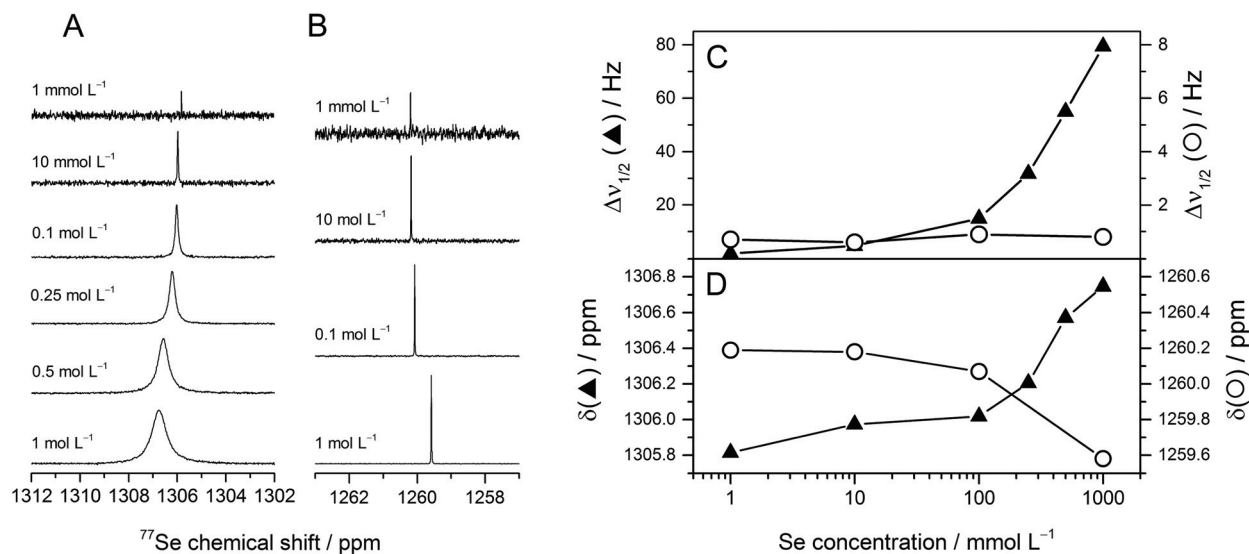 A
1 mmol L⁻¹
10 mmol L⁻¹
0.1 mol L⁻¹
0.25 mol L⁻¹
0.5 mol L⁻¹
1 mol L⁻¹
1312 1310 1308 1306 1304 1302
B
1 mmol L⁻¹
10 mol L⁻¹
0.1 mol L⁻¹
1 mol L⁻¹
1262 1260 1258
⁷⁷Se chemical shift / ppm
C
80
60
40
20
Δν₁/₂ (▲) / Hz
8
6
4
2
Δν₁/₂ (○) / Hz
D
1306.8
1306.6
1306.4
1306.2
1306.0
1305.8
δ(▲) / ppm
1260.6
1260.4
1260.2
1260.0
1259.8
1259.6
δ(○) / ppm
1 10 100 1000
Se concentration / mmol L⁻¹